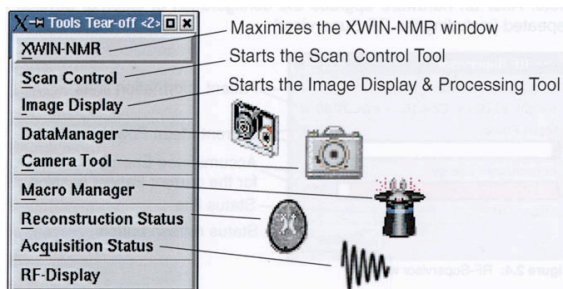 Tools Tear-off <2>
XWIN-NMR
Maximizes the XWIN-NMR window
Scan Control
Starts the Scan Control Tool
Image Display
Starts the Image Display & Processing Tool
DataManager
Camera Tool
Macro Manager
Reconstruction Status
Acquisition Status
RF-Display